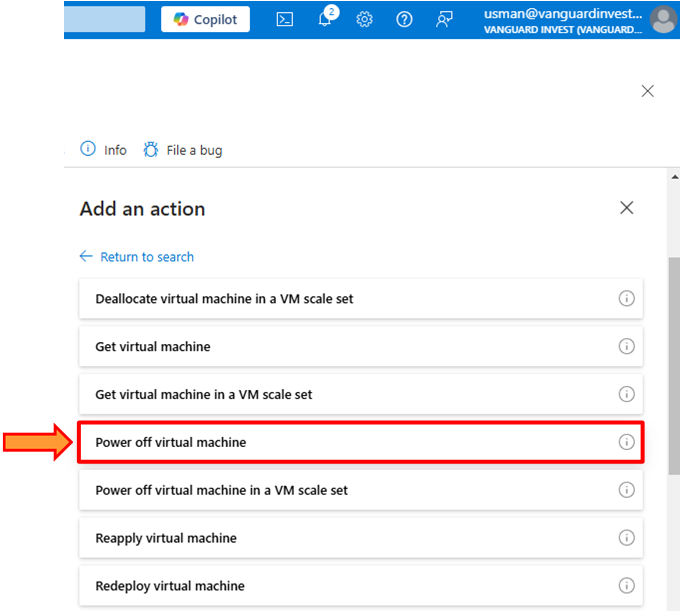 Copilot
2
usman@vanguardinvest...
VANGUARD INVEST (VANGUARD...
Info
File a bug
Add an action
Return to search
Deallocate virtual machine in a VM scale set
Get virtual machine
Get virtual machine in a VM scale set
Power off virtual machine
Power off virtual machine in a VM scale set
Reapply virtual machine
Redeploy virtual machine